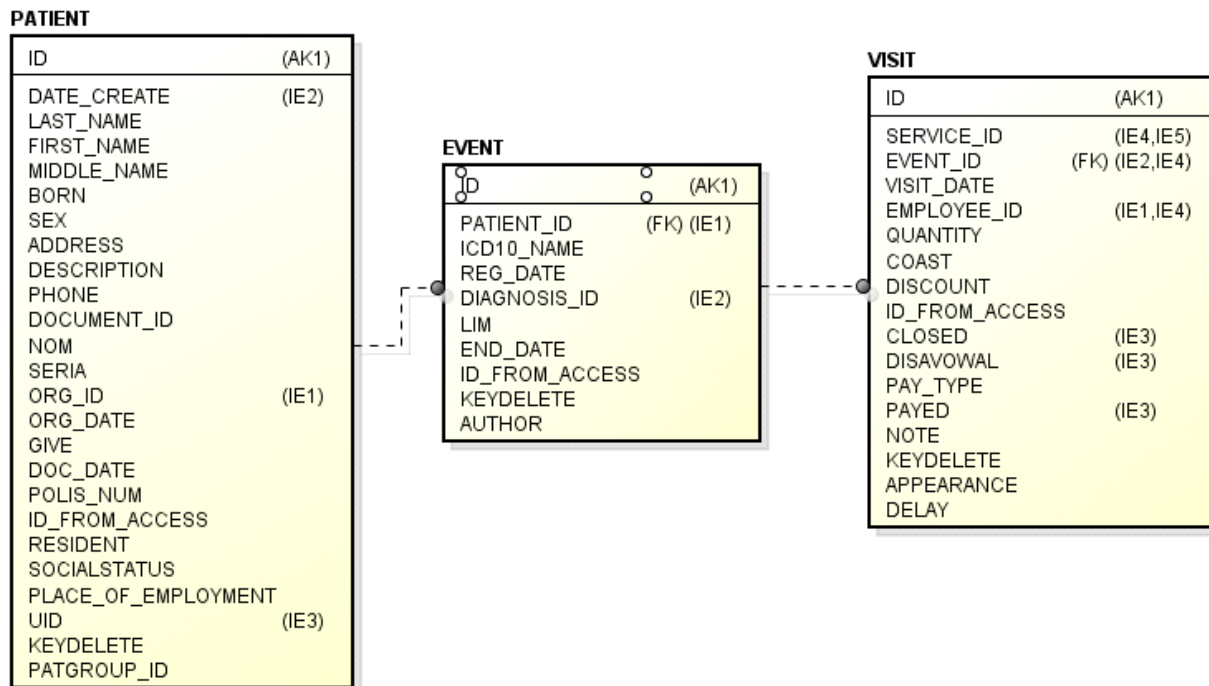 PATIENT
ID (AK1)
DATE_CREATE (IE2)
LAST_NAME
FIRST_NAME
MIDDLE_NAME
BORN
SEX
ADDRESS
DESCRIPTION
PHONE
DOCUMENT_ID
NOM
SERIA
ORG_ID (IE1)
ORG_DATE
GIVE
DOC_DATE
POLIS_NUM
ID_FROM_ACCESS
RESIDENT
SOCIALSTATUS
PLACE_OF_EMPLOYMENT
UID (IE3)
KEYDELETE
PATGROUP_ID
EVENT
ID (AK1)
PATIENT_ID (FK) (IE1)
ICD10_NAME
REG_DATE
DIAGNOSIS_ID (IE2)
LIM
END_DATE
ID_FROM_ACCESS
KEYDELETE
AUTHOR
VISIT
ID (AK1)
SERVICE_ID (IE4,IE5)
EVENT_ID (FK) (IE2,IE4)
VISIT_DATE
EMPLOYEE_ID (IE1,IE4)
QUANTITY
COAST
DISCOUNT
ID_FROM_ACCESS
CLOSED (IE3)
DISAVOWAL (IE3)
PAY_TYPE
PAYED (IE3)
NOTE
KEYDELETE
APPEARANCE
DELAY